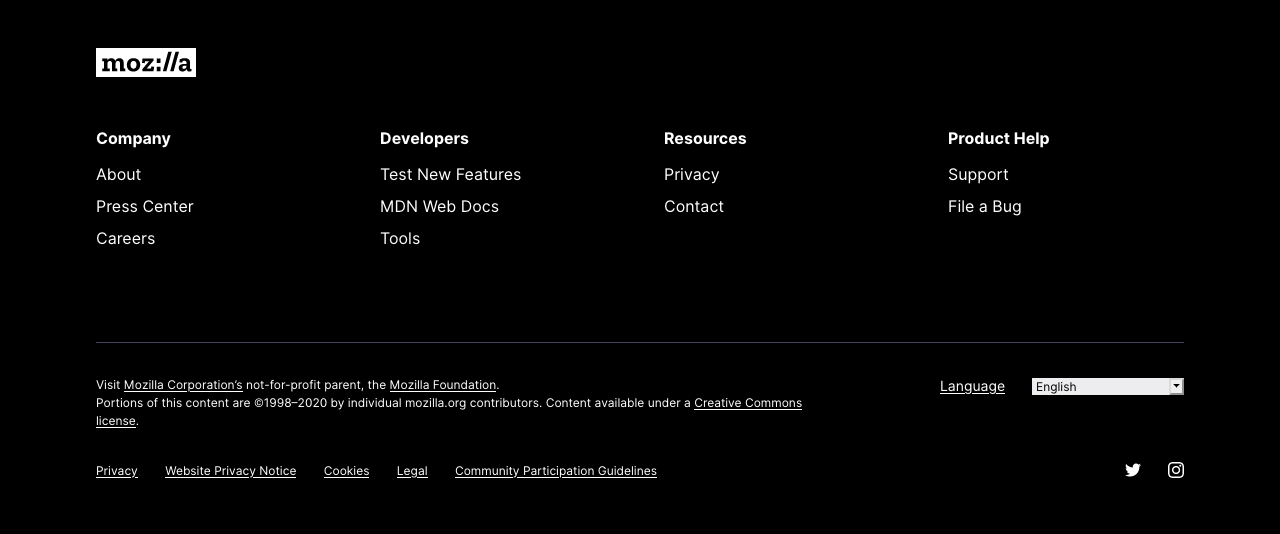 moz://a
Company
About
Press Center
Careers
Developers
Test New Features
MDN Web Docs
Tools
Resources
Privacy
Contact
Product Help
Support
File a Bug
Visit Mozilla Corporation’s not-for-profit parent, the Mozilla Foundation.
Portions of this content are ©1998–2020 by individual mozilla.org contributors. Content available under a Creative Commons
license.
Language
English
Privacy Website Privacy Notice Cookies Legal Community Participation Guidelines